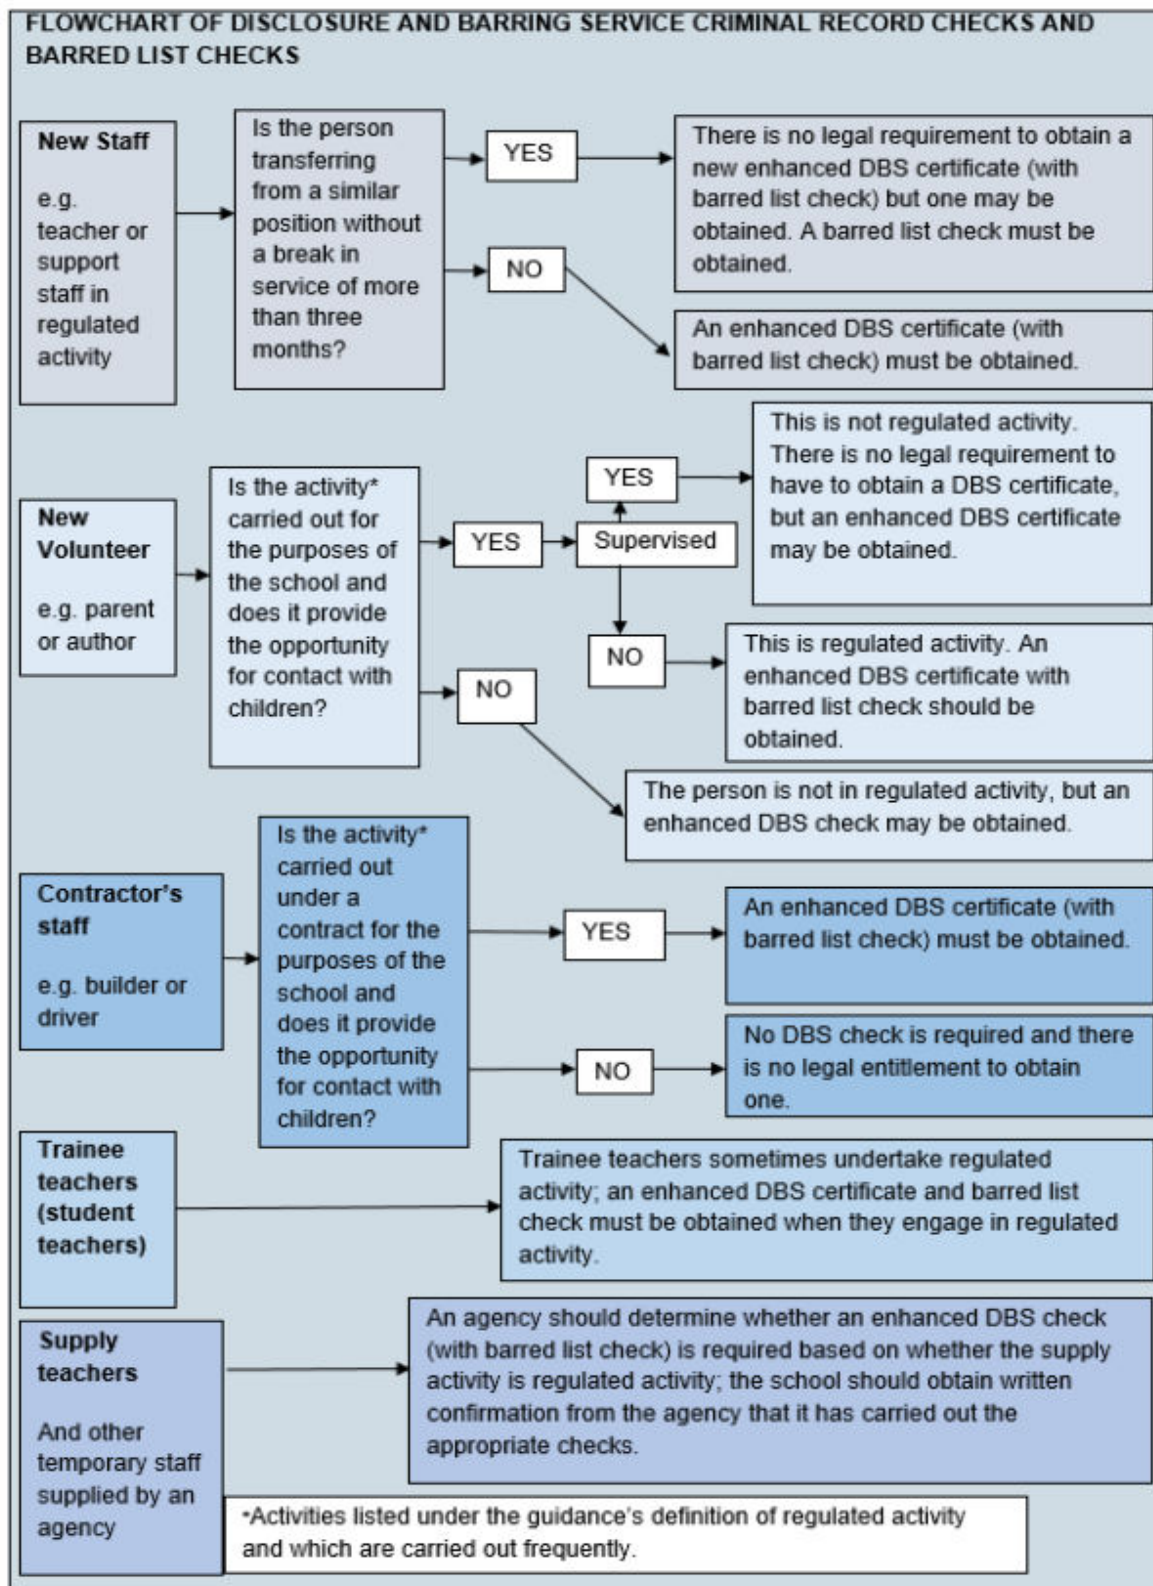 FLOWCHART OF DISCLOSURE AND BARRING SERVICE CRIMINAL RECORD CHECKS AND
BARRED LIST CHECKS
New Staff
e.g.
teacher or
support
staff in
regulated
activity
Is the person
transferring
from a similar
position without
a break in
service of more
than three
months?
YES
There is no legal requirement to obtain a
new enhanced DBS certificate (with
barred list check) but one may be
obtained. A barred list check must be
obtained.
NO
An enhanced DBS certificate (with
barred list check) must be obtained.
New
Volunteer
e.g. parent
or author
Is the activity*
carried out for
the purposes of
the school and
does it provide
the opportunity
for contact with
children?
YES
Supervised
YES
This is not regulated activity.
There is no legal requirement to
have to obtain a DBS certificate,
but an enhanced DBS certificate
may be obtained.
NO
This is regulated activity. An
enhanced DBS certificate with
barred list check should be
obtained.
NO
The person is not in regulated activity, but an
enhanced DBS check may be obtained.
Contractor's
staff
e.g. builder or
driver
Is the activity*
carried out
under a
contract for the
purposes of the
school and
does it provide
the opportunity
for contact with
children?
YES
An enhanced DBS certificate (with
barred list check) must be obtained.
NO
No DBS check is required and there
is no legal entitlement to obtain
one.
Trainee
teachers
(student
teachers)
Trainee teachers sometimes undertake regulated
activity; an enhanced DBS certificate and barred list
check must be obtained when they engage in regulated
activity.
Supply
teachers
And other
temporary staff
supplied by an
agency
An agency should determine whether an enhanced DBS check
(with barred list check) is required based on whether the supply
activity is regulated activity; the school should obtain written
confirmation from the agency that it has carried out the
appropriate checks.
*Activities listed under the guidance's definition of regulated activity
and which are carried out frequently.